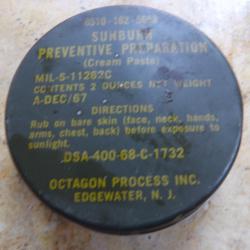 SUNBURN
PREVENTIVE PREPARATION
(Cream Paste)
MIL-S-11262C
CONTENTS 2 OUNCES NET WEIGHT
A-DEC/67
DIRECTIONS
Rub on bare skin (face, neck, hands,
arms, chest, back) before exposure to
sunlight.
DSA-400-68-C-1732
OCTAGON PROCESS INC.
EDGEWATER, N. J.